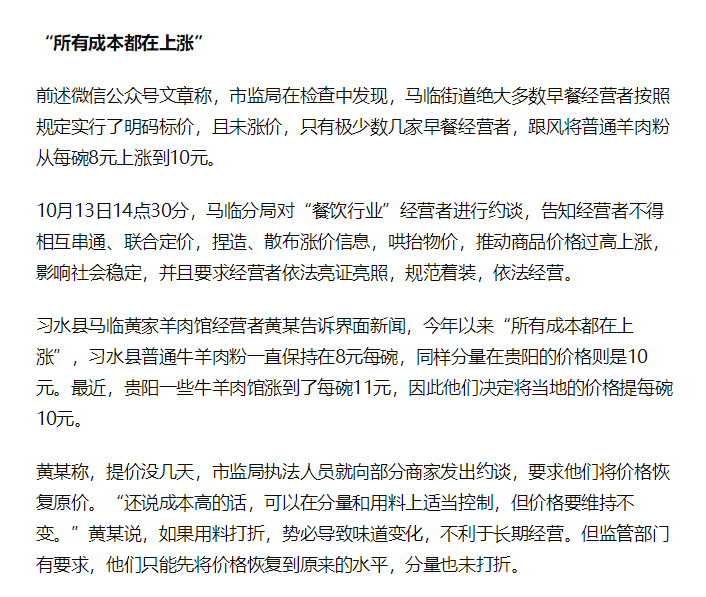 “所有成本都在上涨”
前述微信公众号文章称，市监局在检查中发现，马临街道绝大多数早餐经营者按照
规定实行了明码标价，且未涨价，只有极少数几家早餐经营者，跟风将普通羊肉粉
从每碗8元上涨到10元。
10月13日14点30分，马临分局对“餐饮行业”经营者进行约谈，告知经营者不得
相互串通、联合定价，捏造、散布涨价信息，哄抬物价，推动商品价格过高上涨，
影响社会稳定，并且要求经营者依法亮证亮照，规范着装，依法经营。
习水县马临黄家羊肉馆经营者黄某告诉界面新闻，今年以来“所有成本都在上
涨”，习水县普通牛羊肉粉一直保持在8元每碗，同样分量在贵阳的价格则是10
元。最近，贵阳一些牛羊肉馆涨到了每碗11元，因此他们决定将当地的价格提每碗
10元。
黄某称，提价没几天，市监局执法人员就向部分商家发出约谈，要求他们将价格恢
复原价。“还说成本高的话，可以在分量和用料上适当控制，但价格要维持不
变。”黄某说，如果用料打折，势必导致味道变化，不利于长期经营。但监管部门
有要求，他们只能先将价格恢复到原来的水平，分量也未打折。